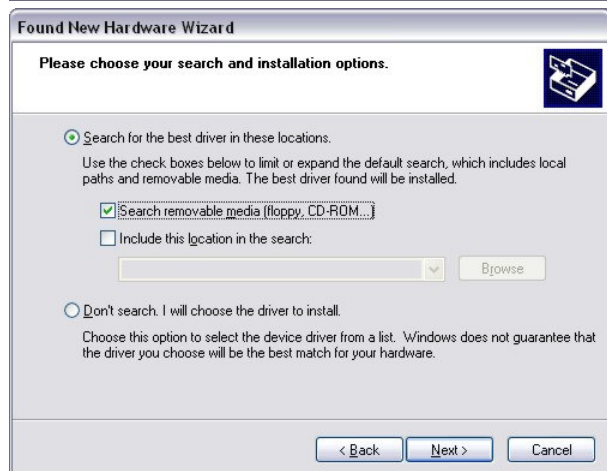 Found New Hardware Wizard
Please choose your search and installation options.
Search for the best driver in these locations.
Use the check boxes below to limit or expand the default search, which includes local
paths and removable media. The best driver found will be installed.
Search removable media (floppy, CD-ROM...)
Include this location in the search:
Browse
Don't search. I will choose the driver to install.
Choose this option to select the device driver from a list. Windows does not guarantee that
the driver you choose will be the best match for your hardware.
< Back
Next >
Cancel